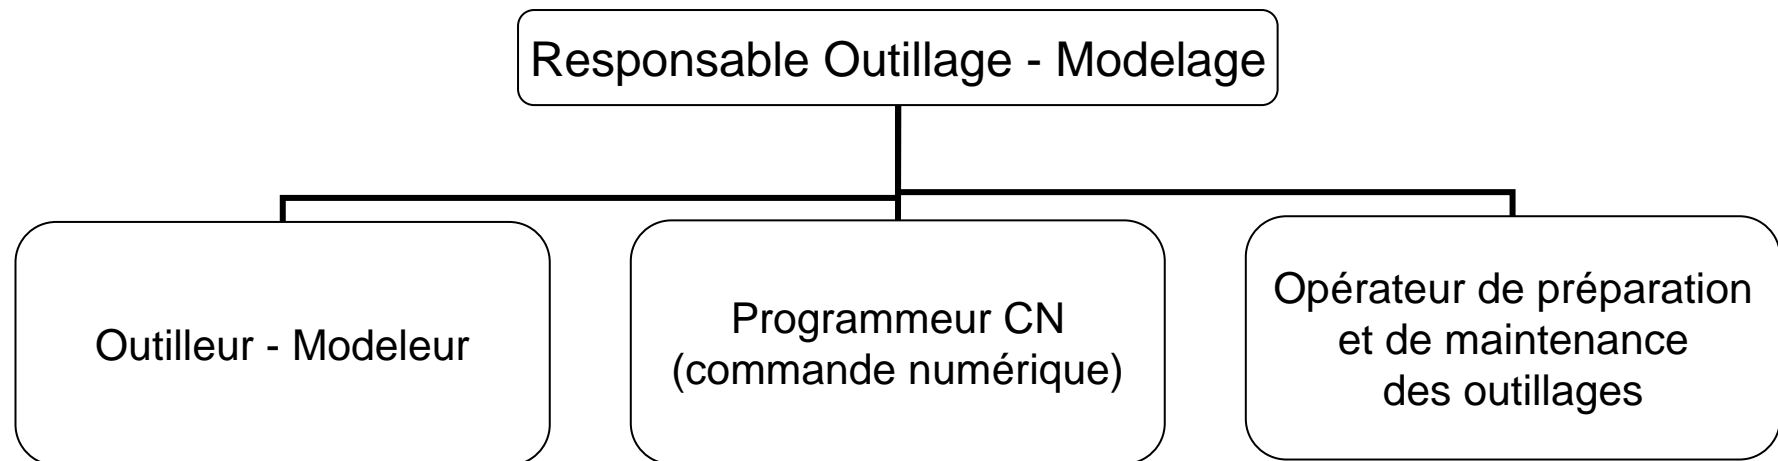 Responsable Outillage - Modelage
Outilleur - Modeleur
Programmeur CN
(commande numérique)
Opérateur de préparation
et de maintenance
des outillages